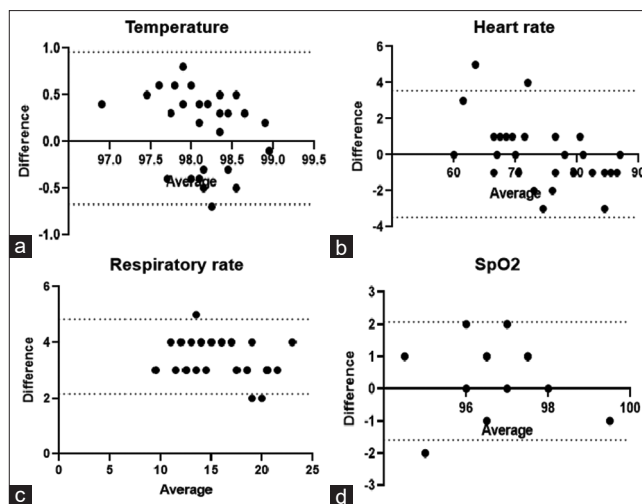 Temperature
Difference
1.0
0.5
0.0
-0.5
-1.0
97.0 97.5 98.0 98.5 99.0 99.5
Average
a
Heart rate
Difference
6
4
2
0
-2
-4
60 70 80 90
Average
b
Respiratory rate
Difference
6
4
2
0
0 5 10 15 20 25
Average
c
SpO2
Difference
3
2
1
0
-1
-2
-3
96 98 100
Average
d